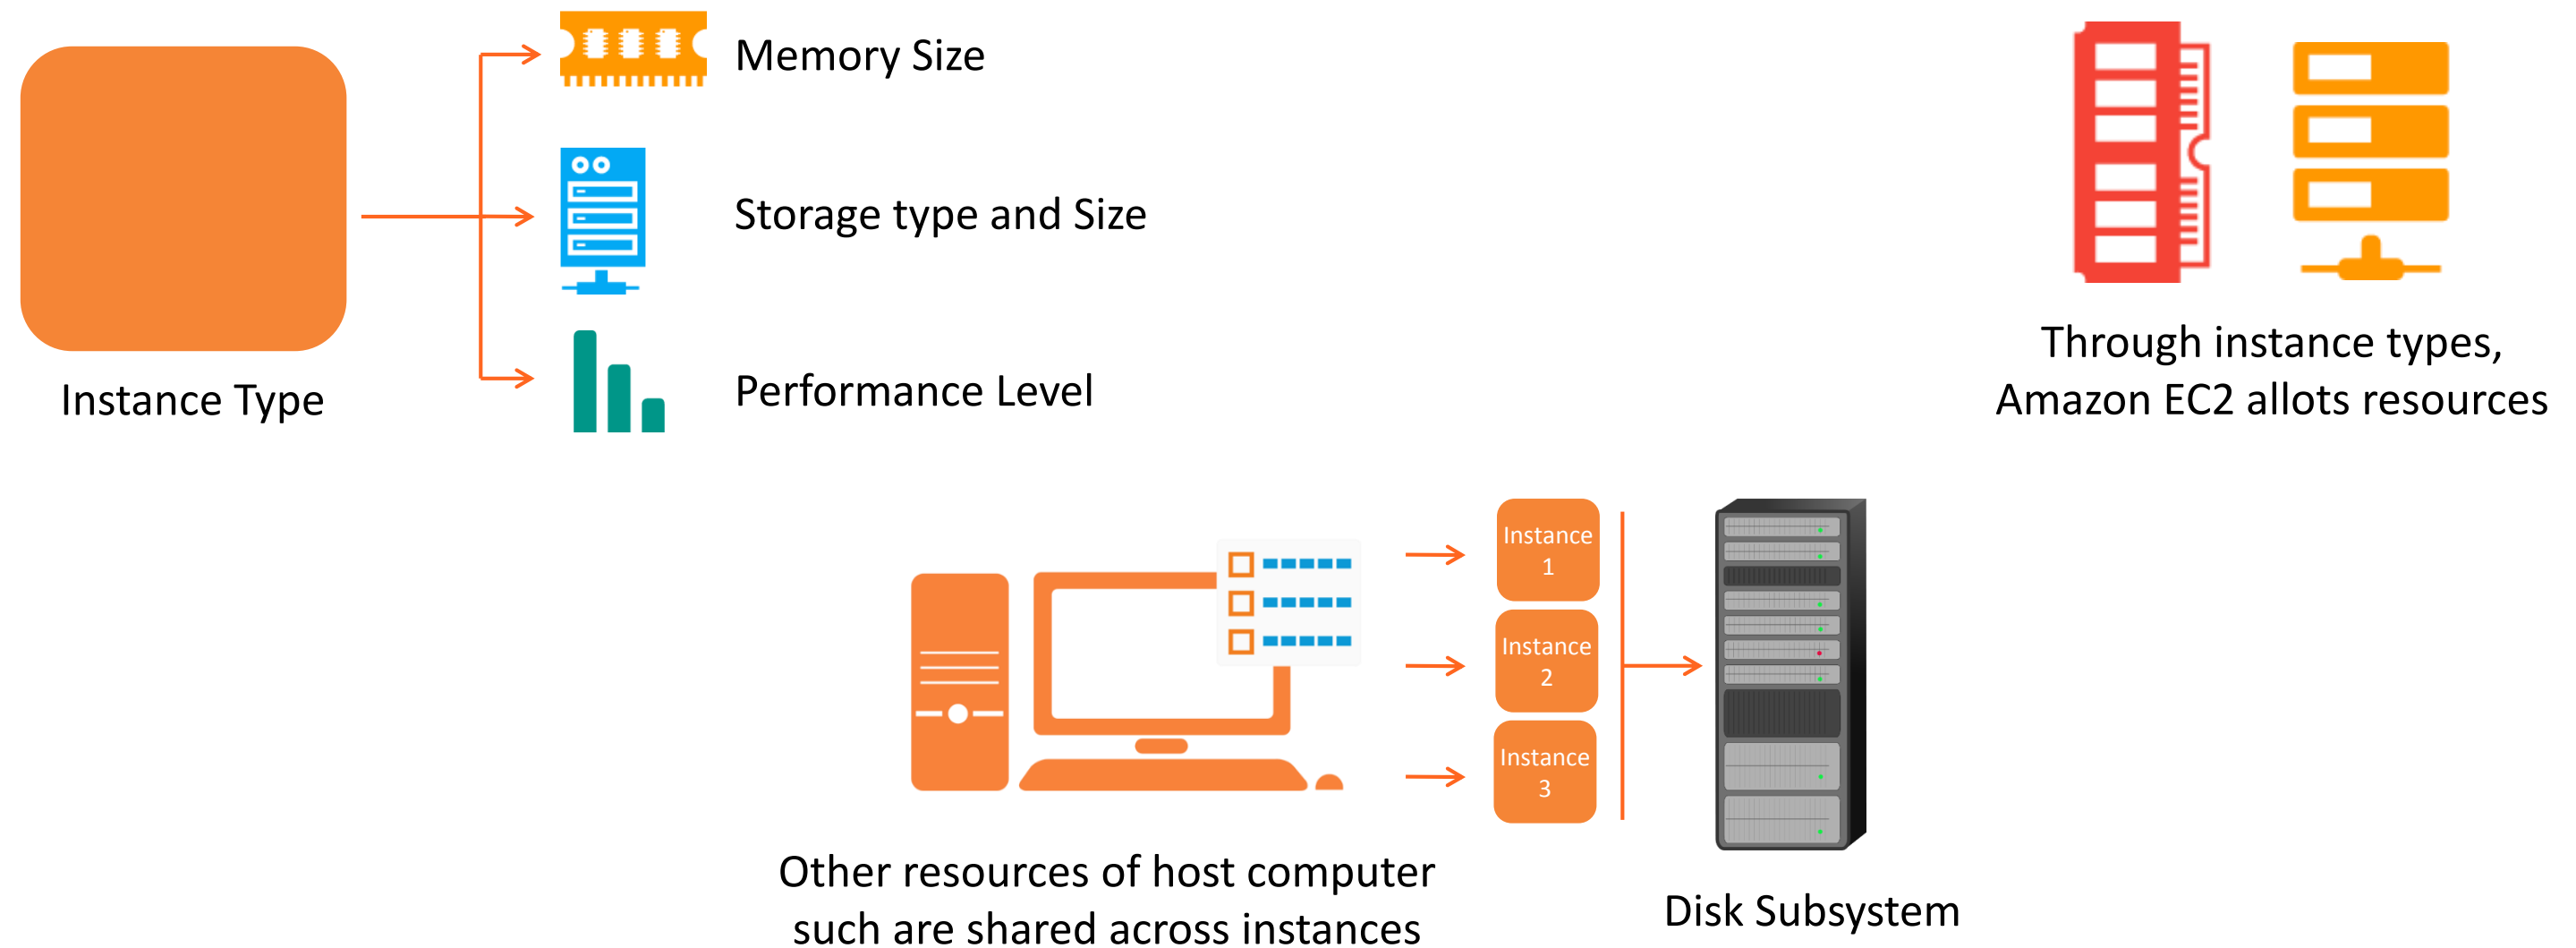 Memory Size
Storage type and Size
Performance Level
Instance Type
Through instance types,
Amazon EC2 allots resources
Instance
1
Instance
2
Instance
3
Other resources of host computer
such are shared across instances
Disk Subsystem